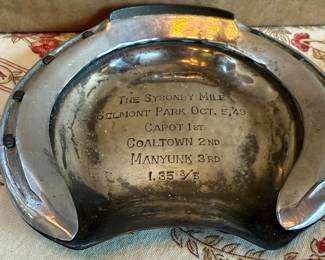 THE SYSONBY MILE
BELMONT PARK OCT. 5, 49
CAPOT 1ST
COALTOWN 2ND
MANYUNK 3RD
1.35 3/5